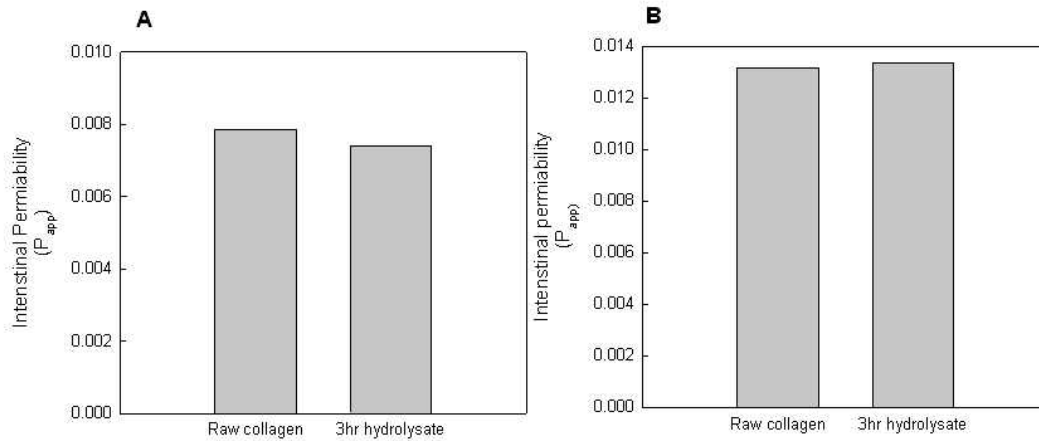 A
0.010
0.008
0.006
0.004
0.002
0.000
Intenstinal Permiability
(P app)
Raw collagen 3hr hydrolysate
B
0.014
0.012
0.010
0.008
0.006
0.004
0.002
0.000
Intenstinal permiability
(P app)
Raw collagen 3hr hydrolysate